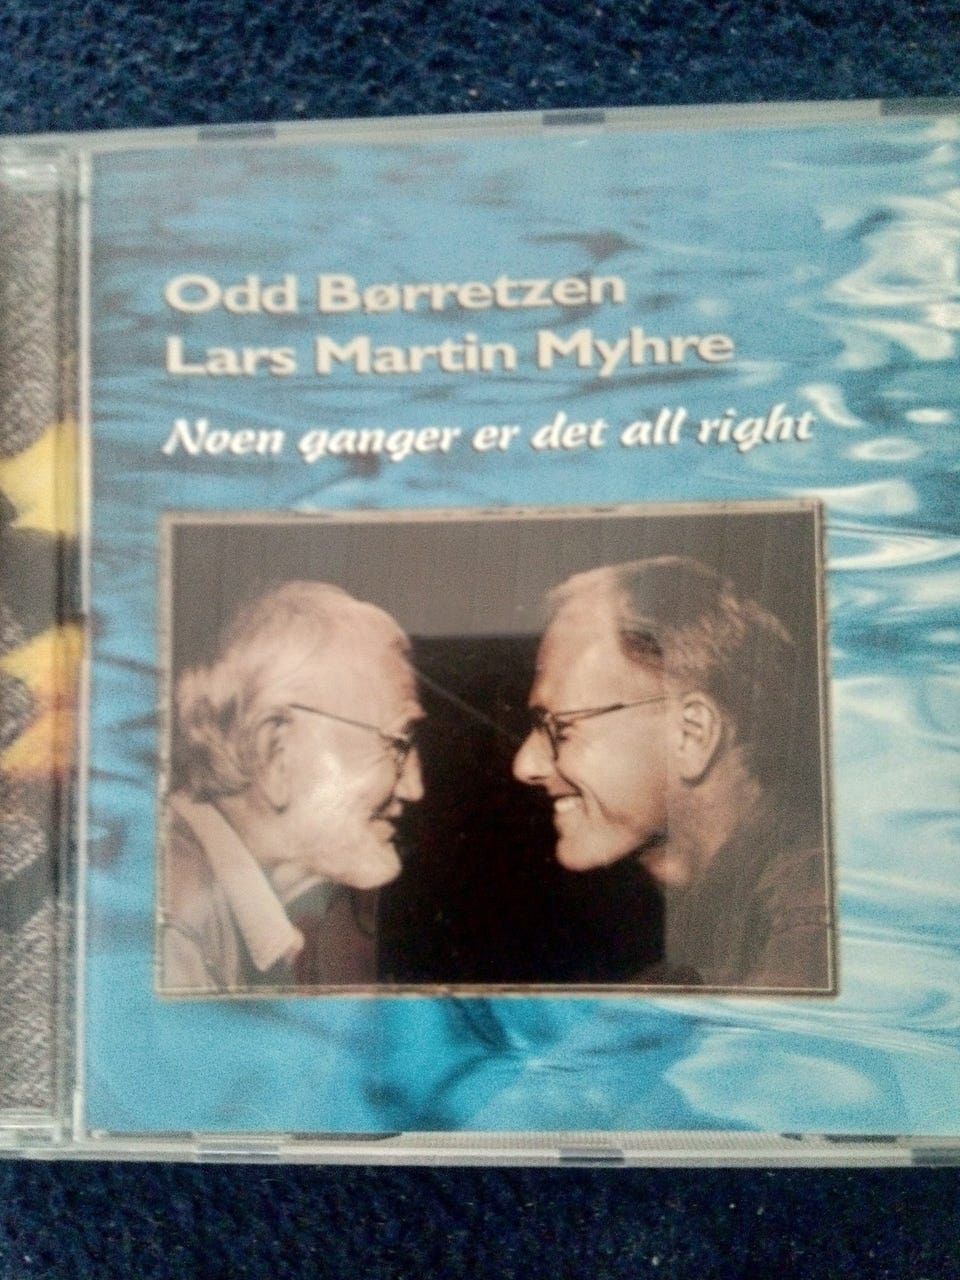 Odd Børretzen
Lars Martin Myhre
Noen ganger er det all right